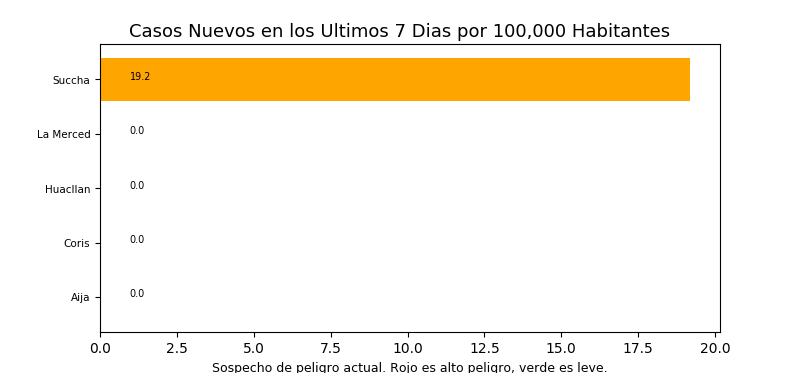 Casos Nuevos en los Ultimos 7 Dias por 100,000 Habitantes
Succha 19.2
La Merced 0.0
Huacllan 0.0
Coris 0.0
Aija 0.0
0.0 2.5 5.0 7.5 10.0 12.5 15.0 17.5 20.0
Sospecho de peligro actual. Rojo es alto peligro, verde es leve.